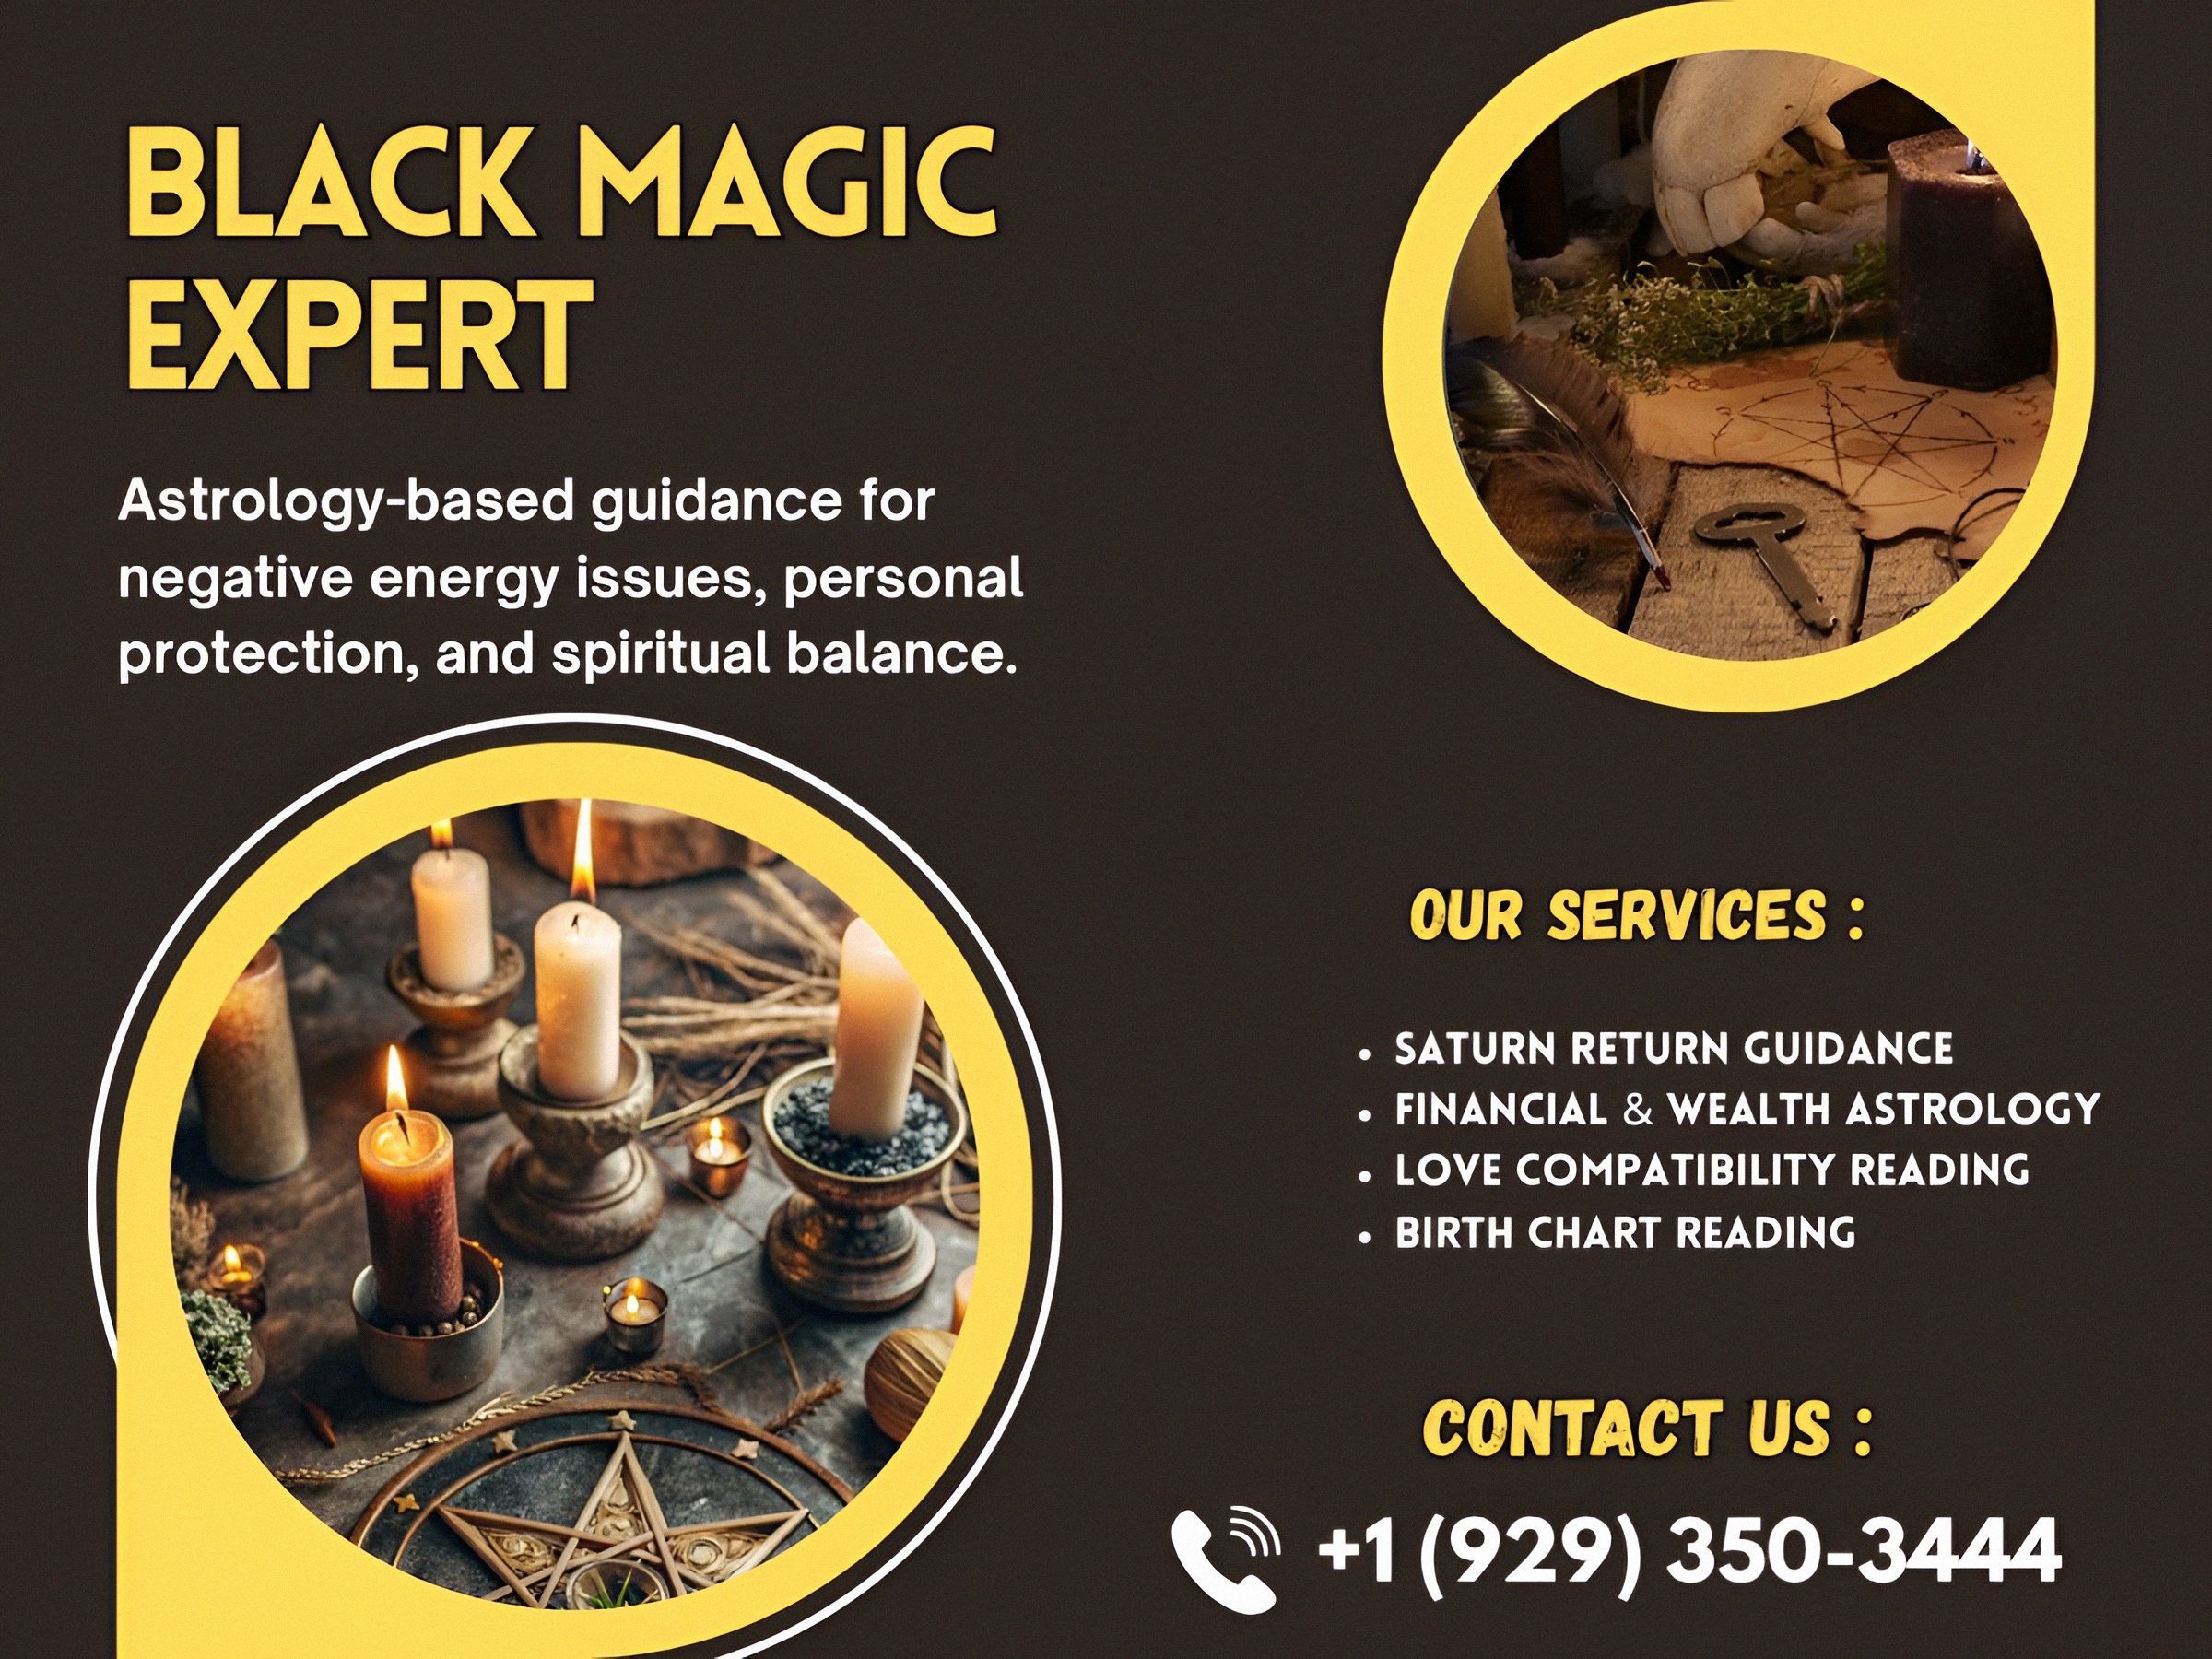 BLACK MAGIC
EXPERT
Astrology-based guidance for
negative energy issues, personal
protection, and spiritual balance.
OUR SERVICES :
• SATURN RETURN GUIDANCE
• FINANCIAL & WEALTH ASTROLOGY
• LOVE COMPATIBILITY READING
• BIRTH CHART READING
CONTACT US :
+1 (929) 350-3444